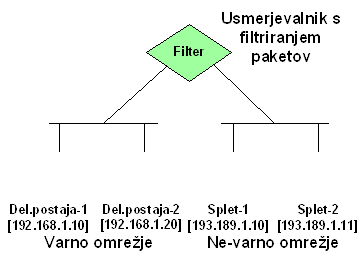 Usmerjevalnik s
filtriranjem
paketov
Filter
Del.postaja-1
[192.168.1.10]
Del.postaja-2
[192.168.1.20]
Splet-1
[193.189.1.10]
Splet-2
[193.189.1.11]
Varno omrežje
Ne-varno omrežje